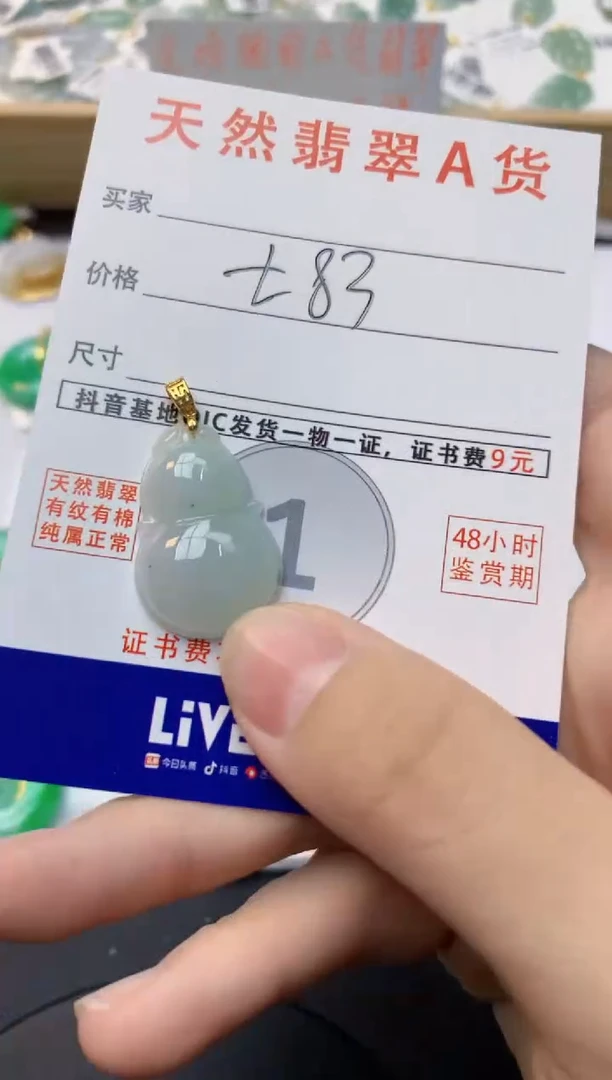 天然翡翠A货
买家
价格 七83
尺寸
抖音基地 IC发货一物一证，证书费9元
天然翡翠
有纹有棉
纯属正常
1
48小时
鉴赏期
证书费
LiVE
今日头条 抖音